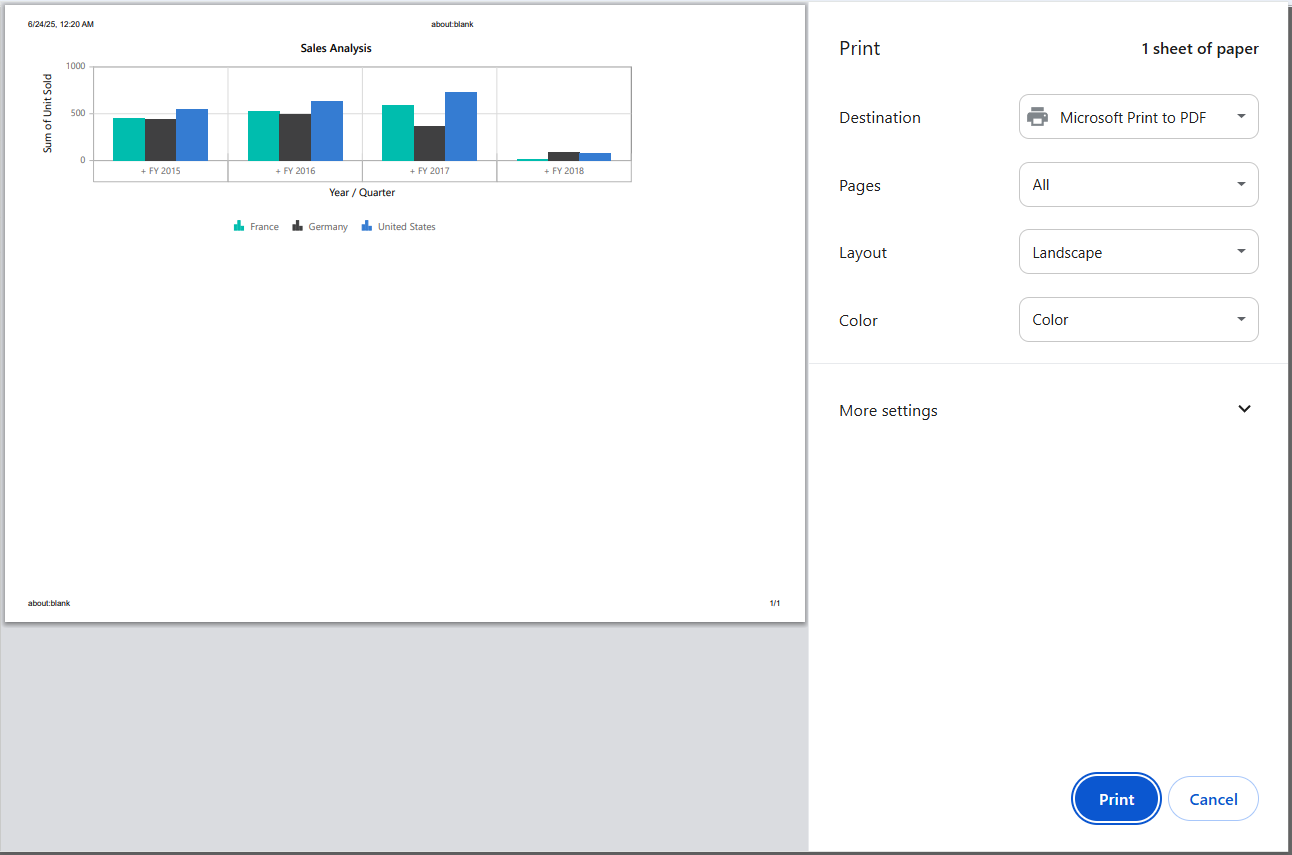 6/24/25, 12:20 AM about:blank
Sales Analysis
Sum of Unit Sold
1000
500
0
+ FY 2015 + FY 2016 + FY 2017 + FY 2018
Year / Quarter
France Germany United States
about:blank 1/1
Print 1 sheet of paper
Destination Microsoft Print to PDF
Pages All
Layout Landscape
Color Color
More settings
Print Cancel